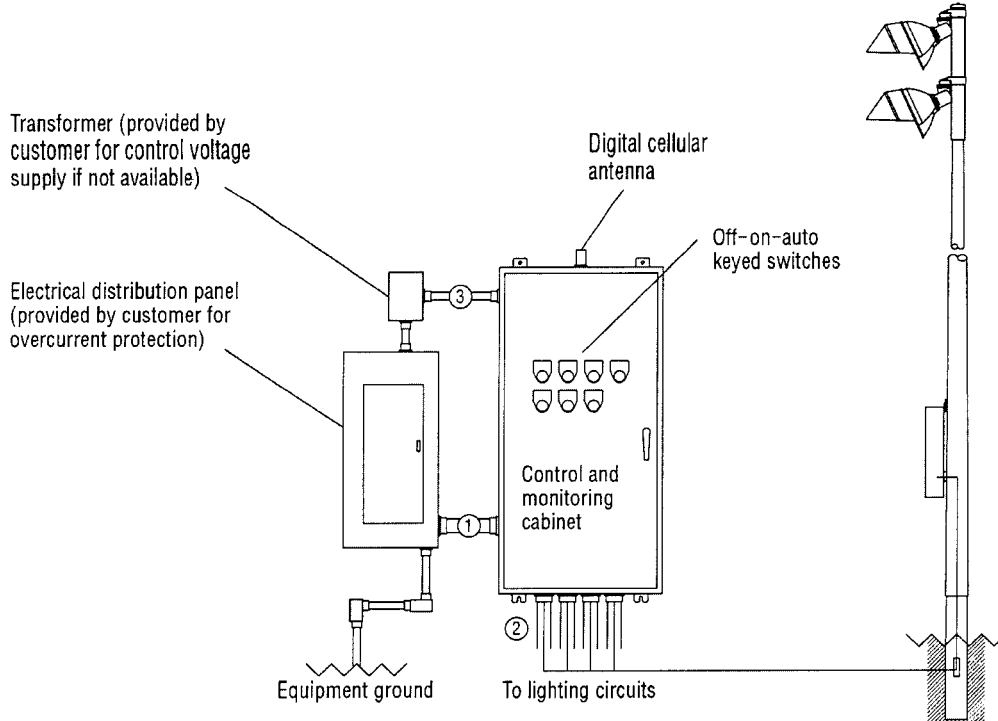 Transformer (provided by
customer for control voltage
supply if not available)
Digital cellular
antenna
Off-on-auto
keyed switches
Electrical distribution panel
(provided by customer for
overcurrent protection)
3
Control and
monitoring
cabinet
1
2
Equipment ground
To lighting circuits